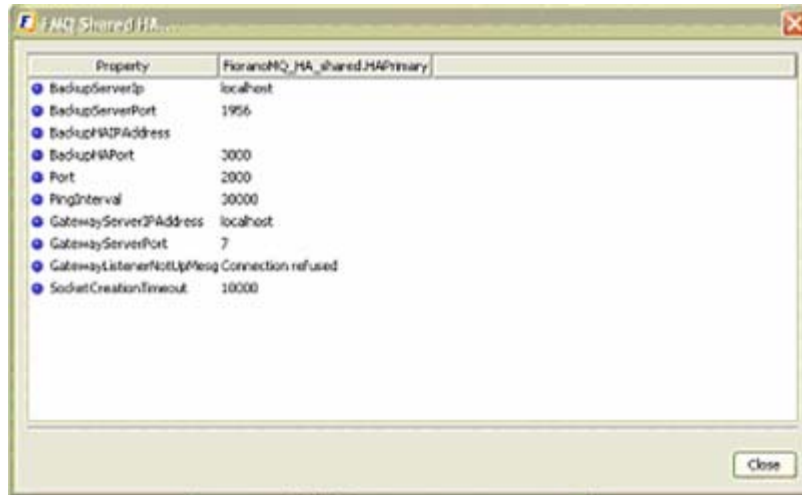 FMQ Shared HA....
Property FioranoMQ_HA_shared.HAPrimary
BackupServerIp localhost
BackupServerPort 1956
BackupHAIPAddress
BackupHAPort 3000
Port 2000
PingInterval 30000
GatewayServerIPAddress localhost
GatewayServerPort 7
GatewayListenerNotUpMesg Connection refused
SocketCreationTimeout 10000
Close